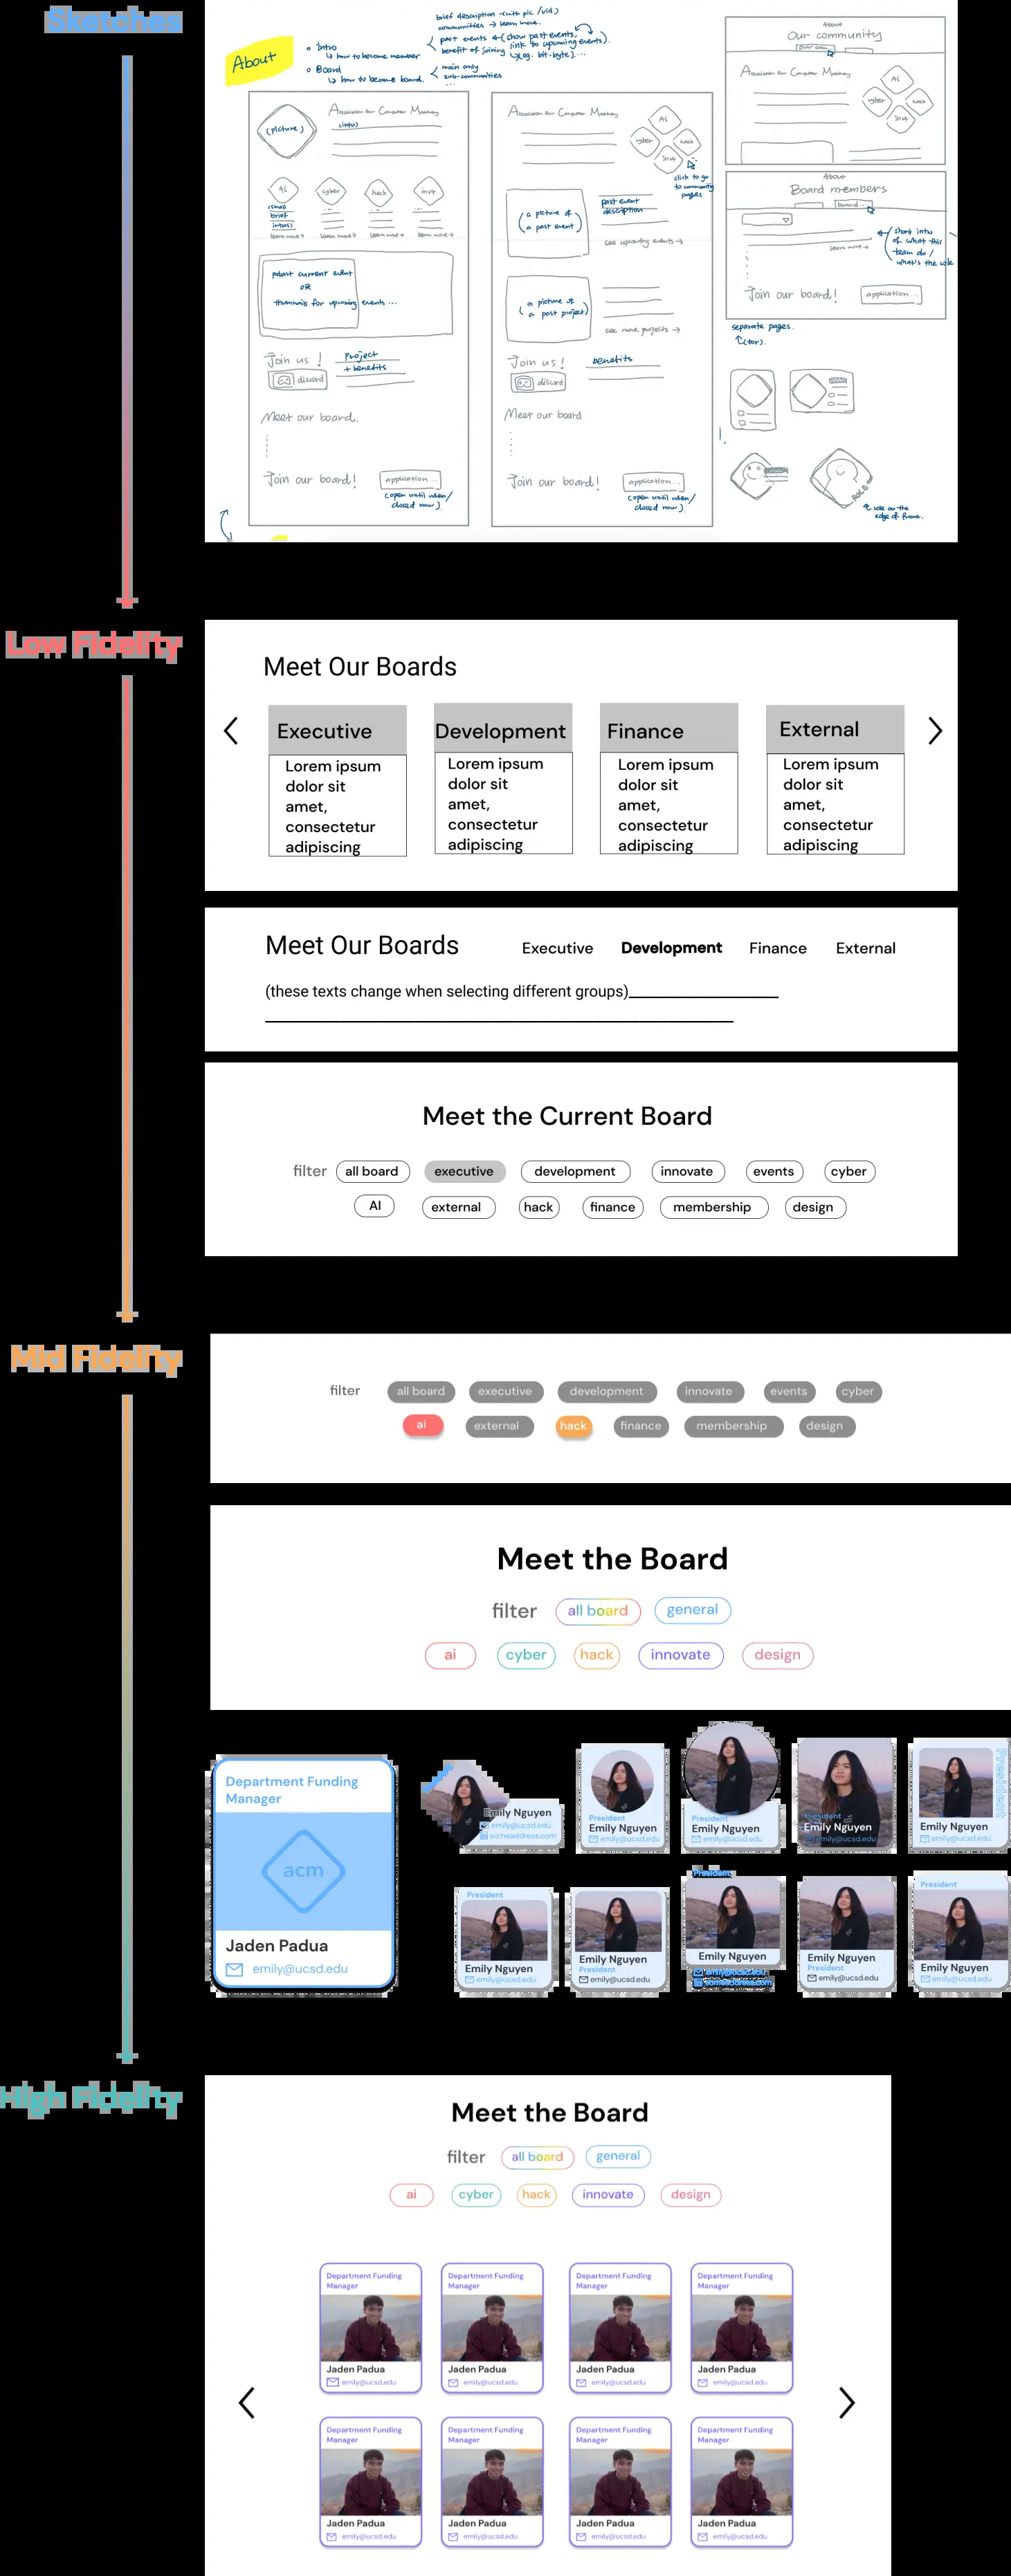 Sketches
About
• Intro
↳ how to become member
• Board
↳ how to become board.
brief description -(with pic /vid)
communities → learn more.
past events ← (show past events,
link to upcoming events).
benefit of joining (eg. bit-byte)...
main only
sub-communities
...
(picture)
Association for Computer Machinery
(intro)
Ai
cyber
hack
innv
(small
brief
intros)
learn more →
learn more →
learn more →
learn more →
current event
OR
thumbnails for upcoming events ...
Join us !
Project
+ benefits
discord
Meet our board.
Join our board!
application...
(open until when/
closed now)
Association for Computer Machinery
Ai
cyber
hack
innv
click to go
to community
pages
(a picture of
a past event)
past event
description
see upcoming events →
(a picture of
a past project)
see more projects →
Join us !
benefits
discord
Meet our board
Join our board!
application...
(open until when/
closed now)
About
Our community
our com..
Association for Computer Machinery
Ai
cyber
hack
innv
About
Board members
board...
learn more →
(short intro
of what this
team do /
what's the role
Join our board!
application...
separate pages.
(for).
ROLE
role on the
edge of frame.
Low Fidelity
Meet Our Boards
Executive
Lorem ipsum
dolor sit
amet,
consectetur
adipiscing
Development
Lorem ipsum
dolor sit
amet,
consectetur
adipiscing
Finance
Lorem ipsum
dolor sit
amet,
consectetur
adipiscing
External
Lorem ipsum
dolor sit
amet,
consectetur
adipiscing
Meet Our Boards Executive Development Finance External
(these texts change when selecting different groups)
Meet the Current Board
filter all board executive development innovate events cyber
AI external hack finance membership design
Mid Fidelity
filter all board executive development innovate events cyber
ai external hack finance membership design
Meet the Board
filter all board general
ai cyber hack innovate design
Department Funding
Manager
acm
Jaden Padua
emily@ucsd.edu
Emily Nguyen
emily@ucsd.edu
someaddress.com
President
Emily Nguyen
emily@ucsd.edu
President
Emily Nguyen
emily@ucsd.edu
President
Emily Nguyen
emily@ucsd.edu
President
Emily Nguyen
emily@ucsd.edu
President
Emily Nguyen
emily@ucsd.edu
Emily Nguyen
President
emily@ucsd.edu
President
Emily Nguyen
emily@ucsd.edu
someaddress.com
Emily Nguyen
President
emily@ucsd.edu
President
Emily Nguyen
emily@ucsd.edu
High Fidelity
Meet the Board
filter all board general
ai cyber hack innovate design
Department Funding
Manager
Jaden Padua
emily@ucsd.edu
Department Funding
Manager
Jaden Padua
emily@ucsd.edu
Department Funding
Manager
Jaden Padua
emily@ucsd.edu
Department Funding
Manager
Jaden Padua
emily@ucsd.edu
Department Funding
Manager
Jaden Padua
emily@ucsd.edu
Department Funding
Manager
Jaden Padua
emily@ucsd.edu
Department Funding
Manager
Jaden Padua
emily@ucsd.edu
Department Funding
Manager
Jaden Padua
emily@ucsd.edu